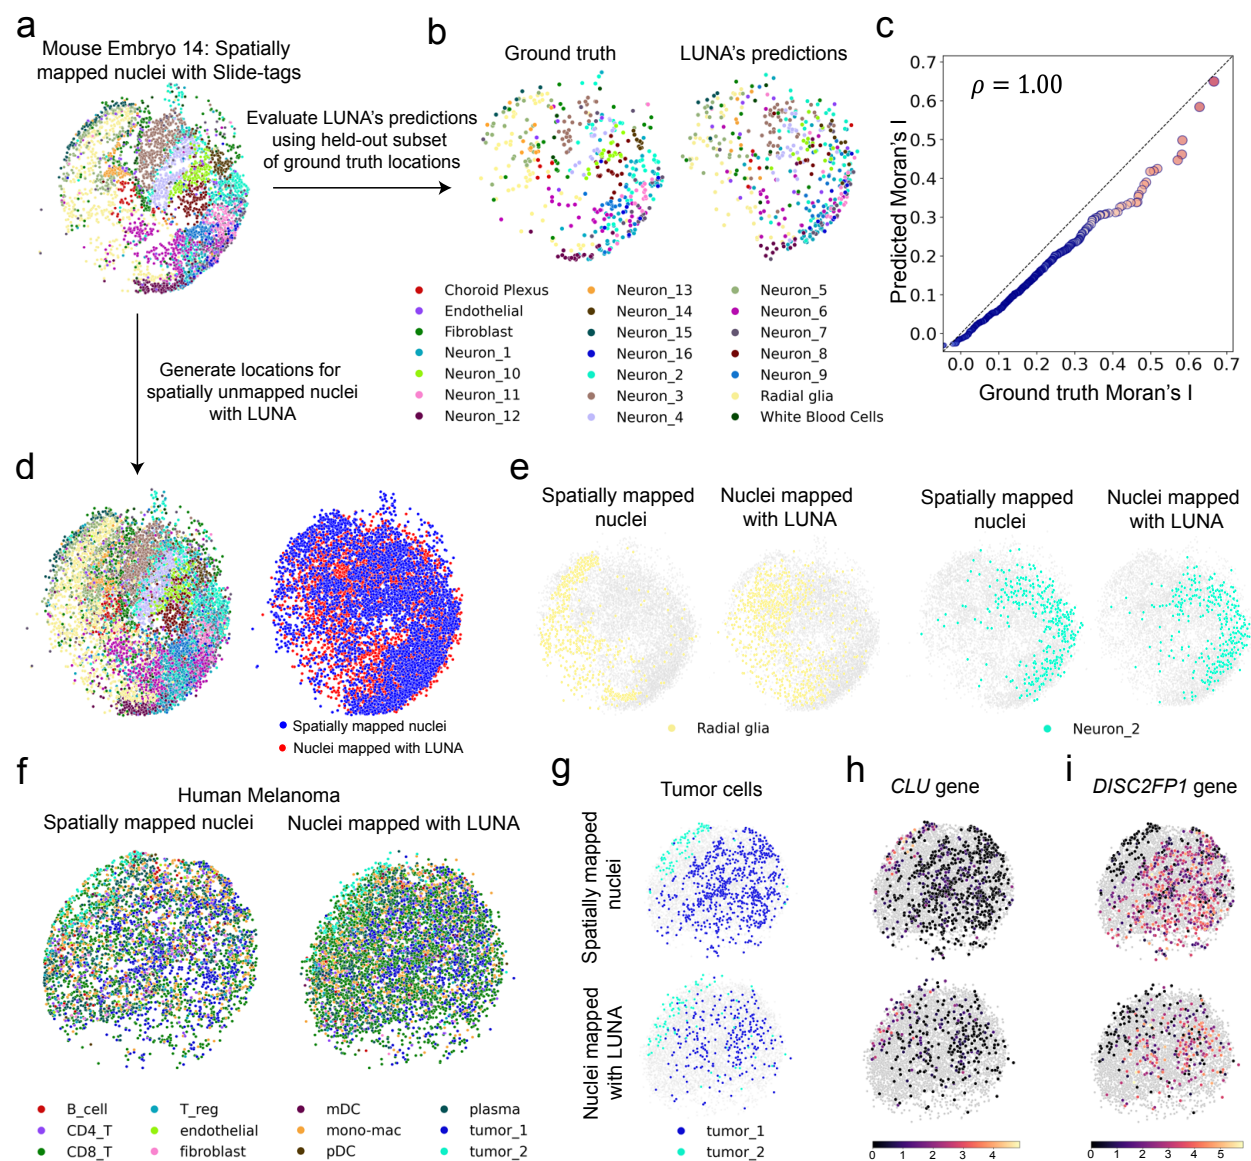 a
Mouse Embryo 14: Spatially
mapped nuclei with Slide-tags
Evaluate LUNA's predictions
using held-out subset
of ground truth locations
Generate locations for
spatially unmapped nuclei
with LUNA
b
Ground truth
LUNA's predictions
Choroid Plexus
Endothelial
Fibroblast
Neuron_1
Neuron_10
Neuron_11
Neuron_12
Neuron_13
Neuron_14
Neuron_15
Neuron_16
Neuron_2
Neuron_3
Neuron_4
Neuron_5
Neuron_6
Neuron_7
Neuron_8
Neuron_9
Radial glia
White Blood Cells
c
ρ = 1.00
Predicted Moran's I
0.7
0.6
0.5
0.4
0.3
0.2
0.1
0.0
0.0 0.1 0.2 0.3 0.4 0.5 0.6 0.7
Ground truth Moran's I
d
Spatially mapped nuclei
Nuclei mapped with LUNA
e
Spatially mapped
nuclei
Nuclei mapped
with LUNA
Spatially mapped
nuclei
Nuclei mapped
with LUNA
Radial glia
Neuron_2
f
Human Melanoma
Spatially mapped nuclei
Nuclei mapped with LUNA
B_cell
CD4_T
CD8_T
T_reg
endothelial
fibroblast
mDC
mono-mac
pDC
plasma
tumor_1
tumor_2
g
Tumor cells
Spatially mapped
nuclei
Nuclei mapped
with LUNA
tumor_1
tumor_2
h
CLU gene
0 1 2 3 4
i
DISC2FP1 gene
0 1 2 3 4 5